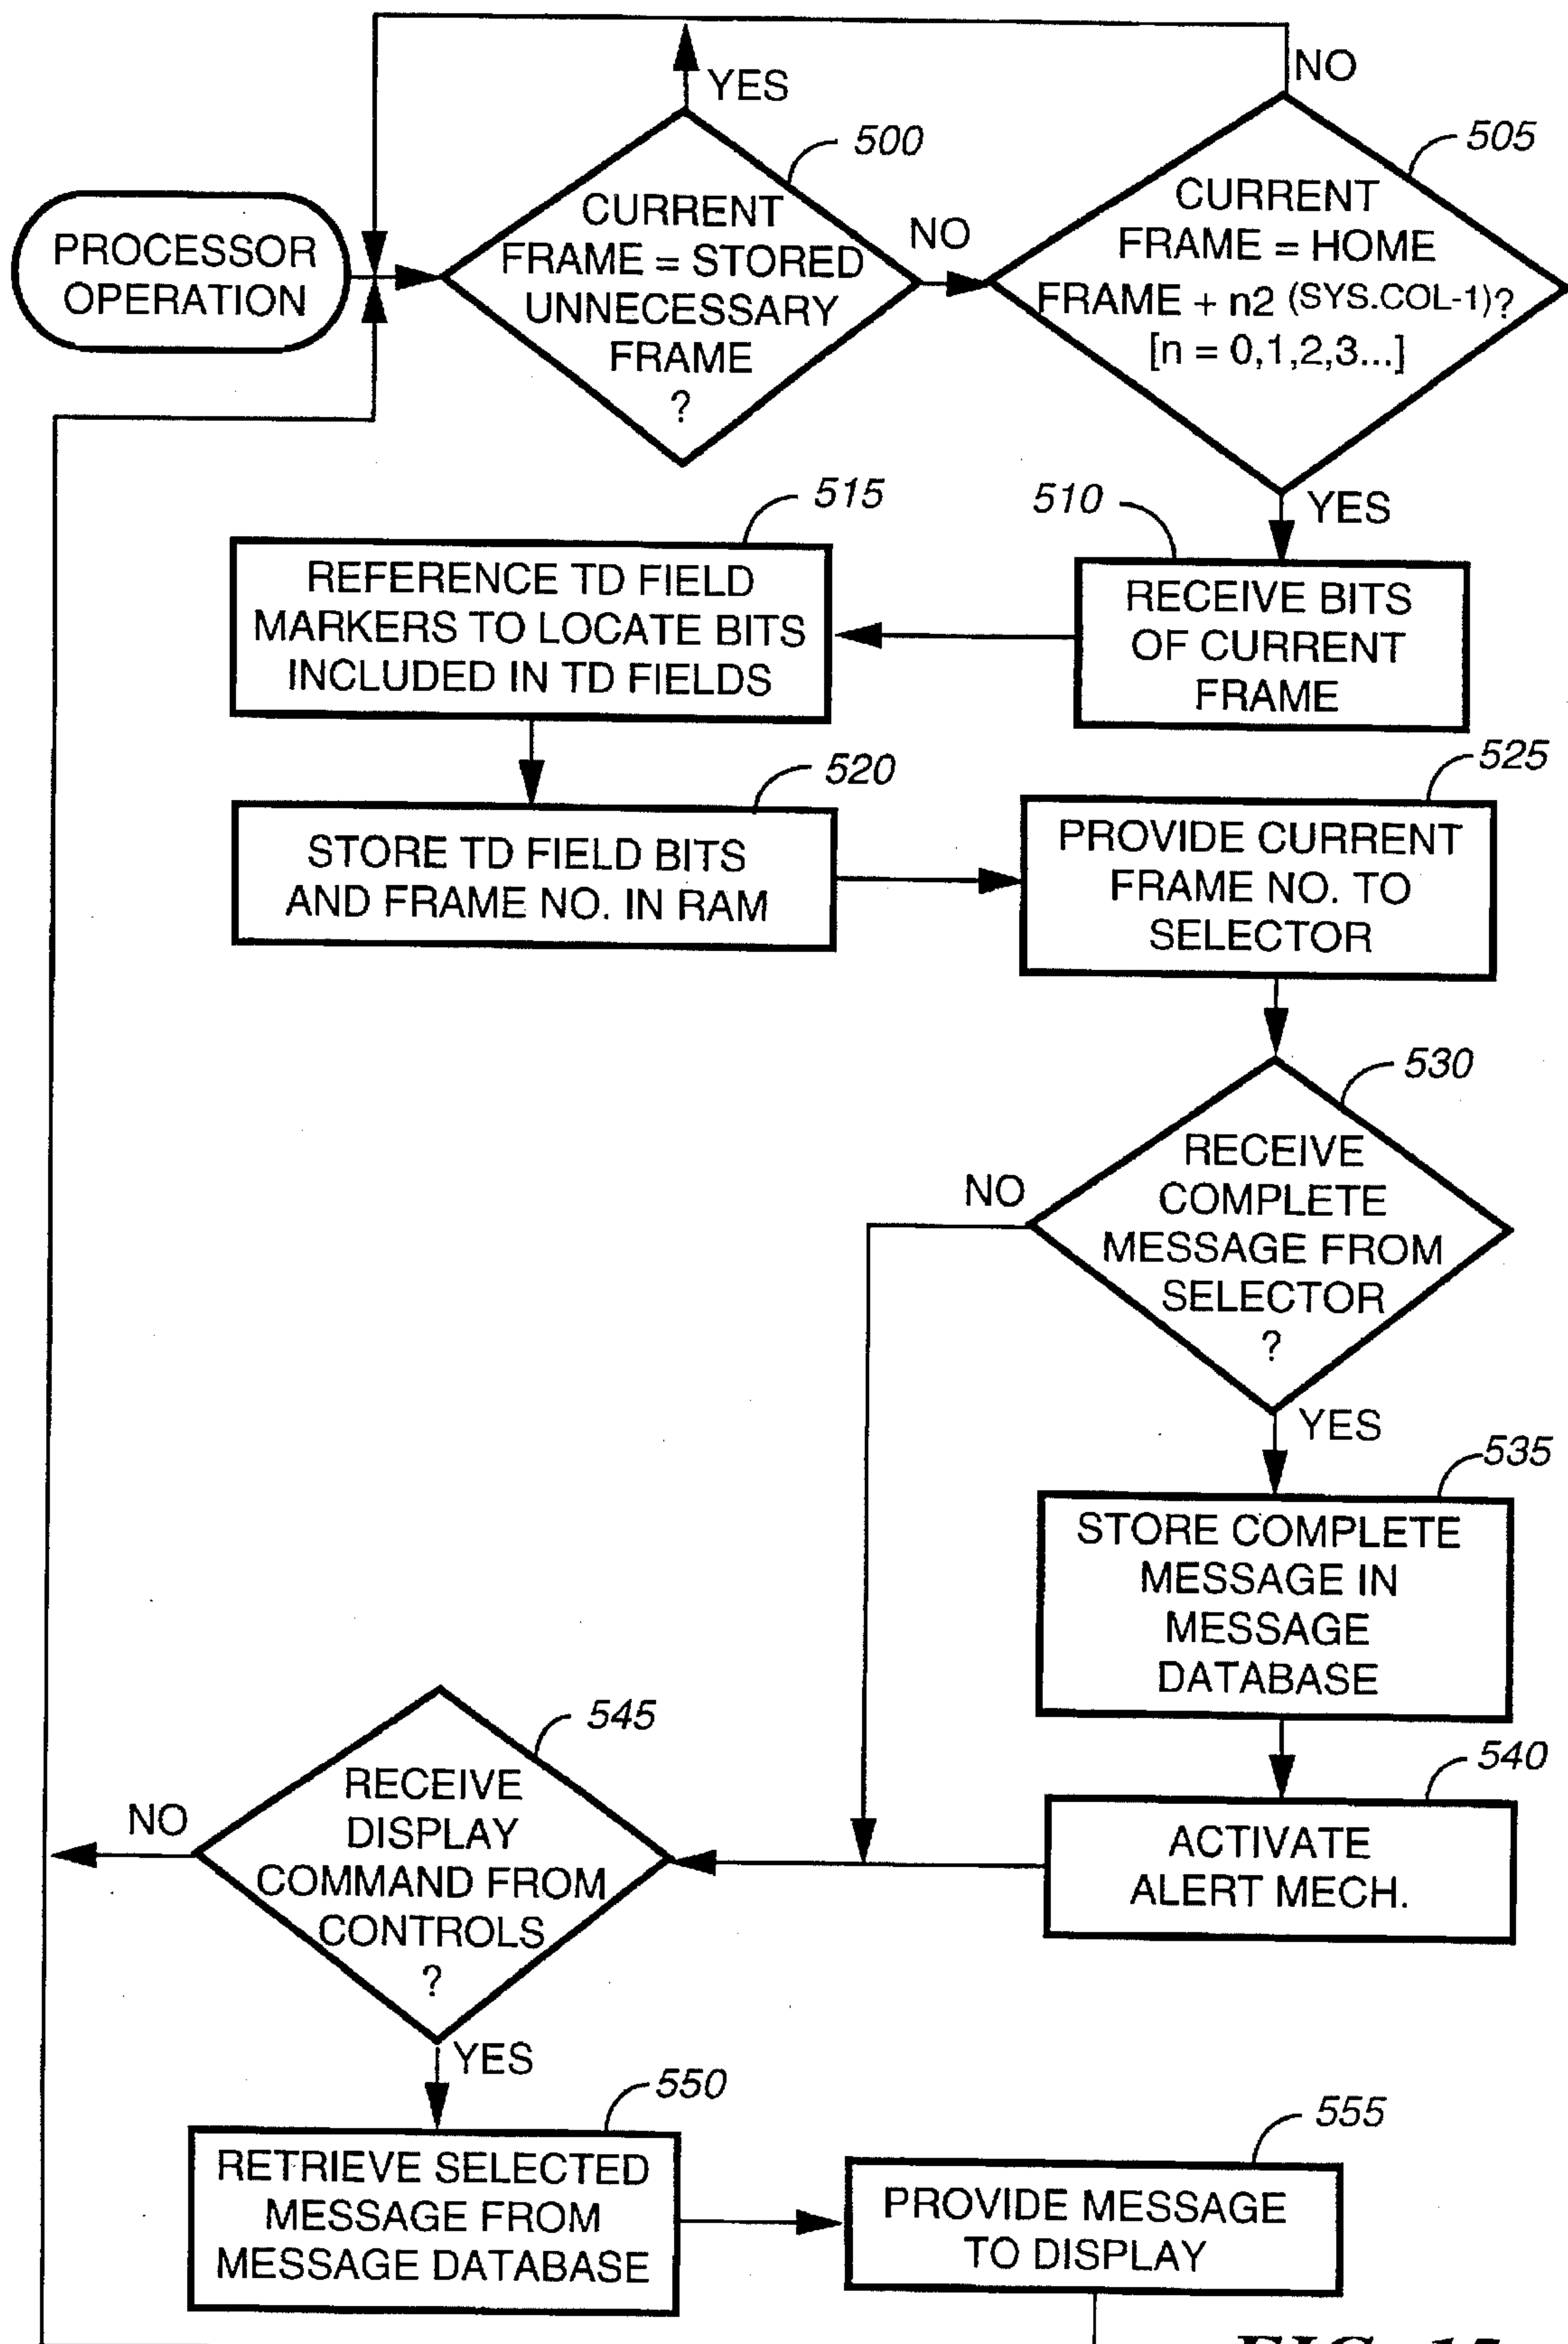 YES
NO
500
505
PROCESSOR
OPERATION
CURRENT
FRAME = STORED
UNNECESSARY
FRAME
?
NO
CURRENT
FRAME = HOME
FRAME + n2 (SYS.COL-1)?
[n = 0,1,2,3...]
YES
510
RECEIVE BITS
OF CURRENT
FRAME
515
REFERENCE TD FIELD
MARKERS TO LOCATE BITS
INCLUDED IN TD FIELDS
520
STORE TD FIELD BITS
AND FRAME NO. IN RAM
525
PROVIDE CURRENT
FRAME NO. TO
SELECTOR
530
RECEIVE
COMPLETE
MESSAGE FROM
SELECTOR
?
NO
YES
535
STORE COMPLETE
MESSAGE IN
MESSAGE
DATABASE
540
ACTIVATE
ALERT MECH.
545
RECEIVE
DISPLAY
COMMAND FROM
CONTROLS
?
NO
YES
550
RETRIEVE SELECTED
MESSAGE FROM
MESSAGE DATABASE
555
PROVIDE MESSAGE
TO DISPLAY